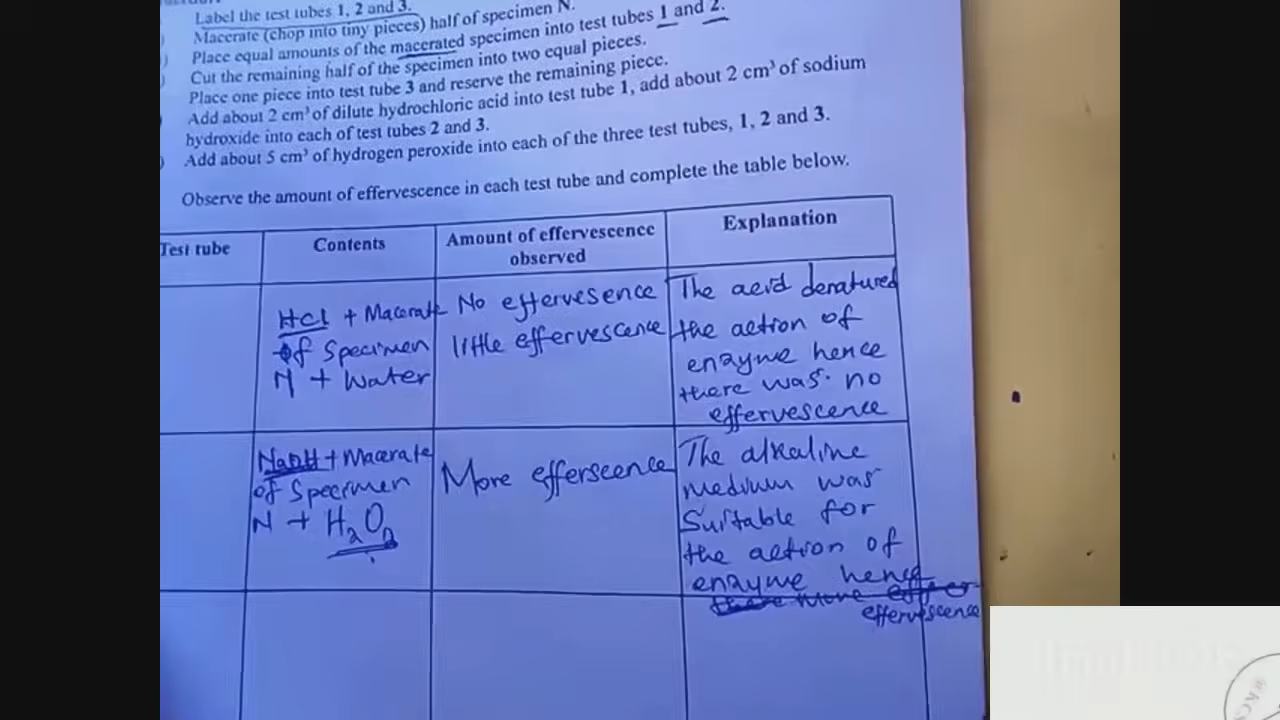 Label the test tubes 1, 2 and 3.
Macerate (chop into tiny pieces) half of specimen N.
Place equal amounts of the macerated specimen into test tubes 1 and 2.
Cut the remaining half of the specimen into two equal pieces.
Place one piece into test tube 3 and reserve the remaining piece.
Add about 2 cm³ of dilute hydrochloric acid into test tube 1, add about 2 cm³ of sodium
hydroxide into each of test tubes 2 and 3.
Add about 5 cm³ of hydrogen peroxide into each of the three test tubes, 1, 2 and 3.
Observe the amount of effervescence in each test tube and complete the table below.
Test tube
Contents
Amount of effervescence
observed
Explanation
HCl + Macerate
of Specimen
N + Water
No effervesence
little effervescence
The acid denatured
the action of
enzyme hence
there was no
effervescence
NaOH + Macerate
of Specimen
N + H₂O₂
More efferscence
The alkaline
medium was
Suitable for
the action of
enzyme hence
there more effer
effervescence